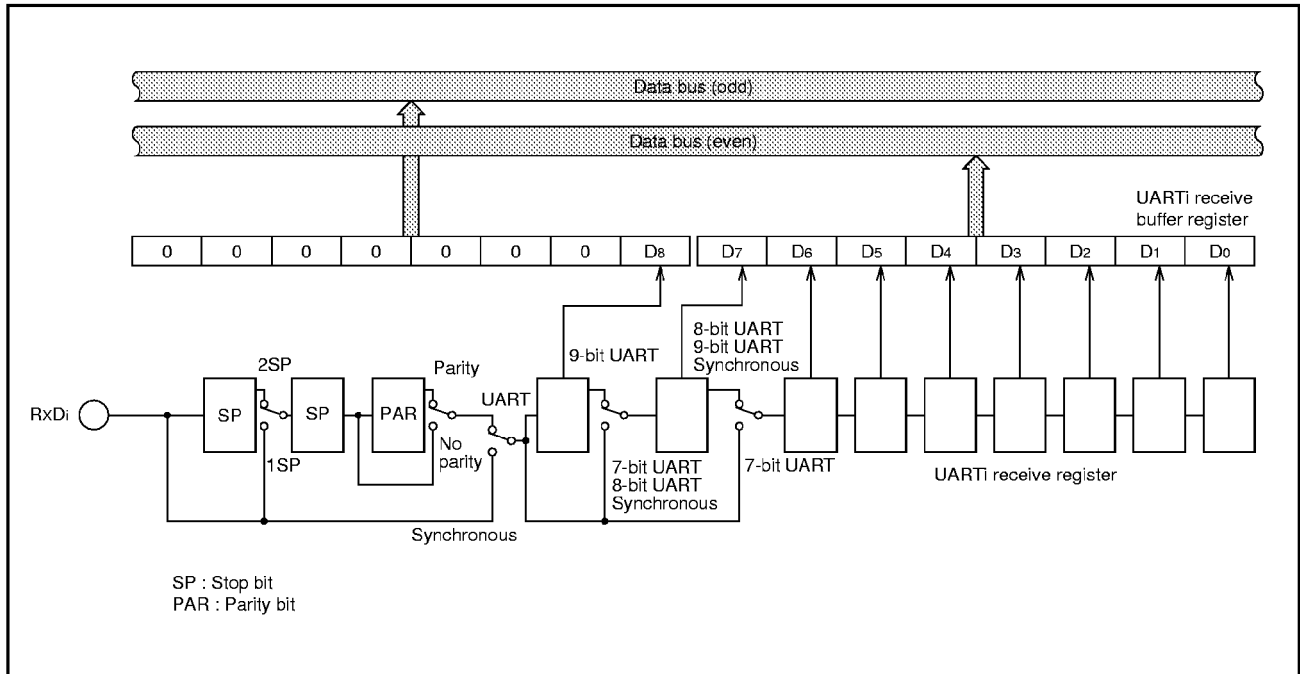 Data bus (odd)
Data bus (even)
UARTi receive
buffer register
0 0 0 0 0 0 0 D8 D7 D6 D5 D4 D3 D2 D1 D0
8-bit UART
9-bit UART
Synchronous
9-bit UART
2SP
Parity
UART
RxDi
SP
SP
PAR
1SP
No
parity
7-bit UART
8-bit UART
Synchronous
7-bit UART
UARTi receive register
Synchronous
SP : Stop bit
PAR : Parity bit